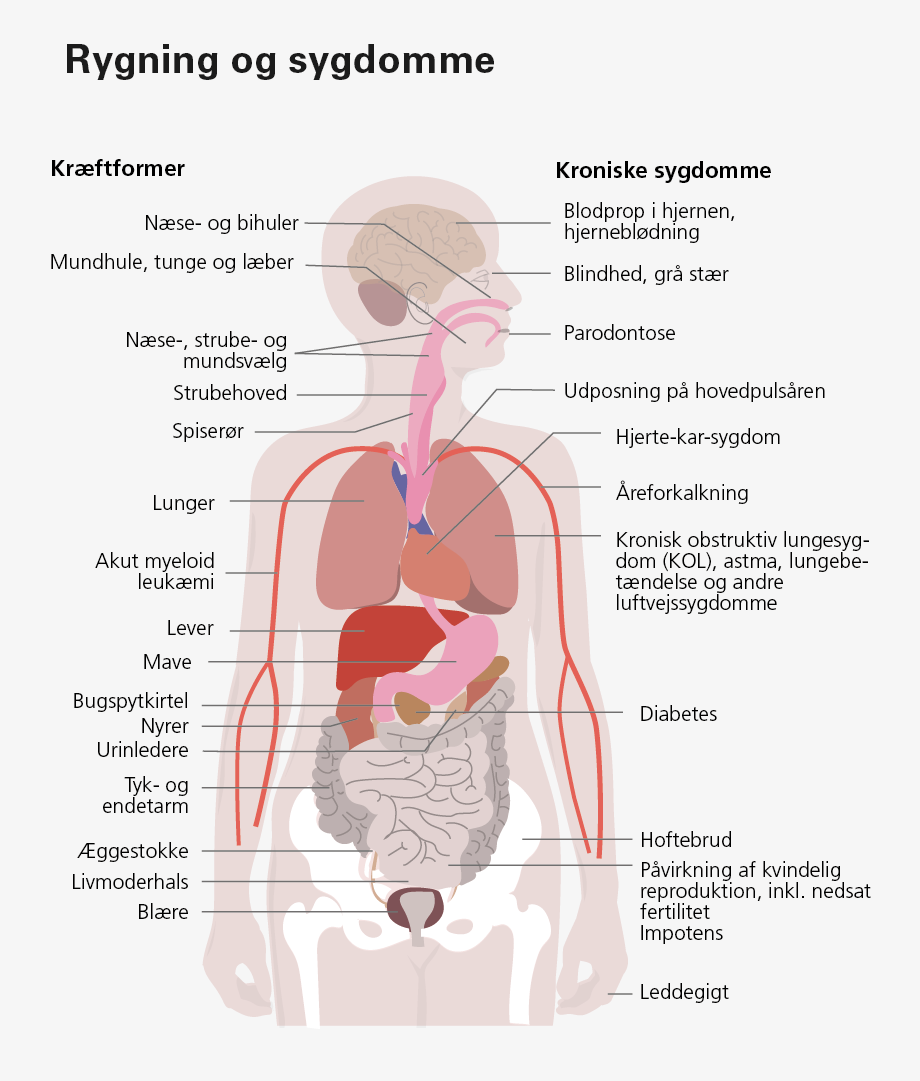 Rygning og sygdomme
Kræftformer
Næse- og bihuler
Mundhule, tunge og læber
Næse-, strube- og
mundsvælg
Strubehoved
Spiserør
Lunger
Akut myeloid
leukæmi
Lever
Mave
Bugspytkirtel
Nyrer
Urinledere
Tyk- og
endetarm
Æggestokke
Livmoderhals
Blære
Kroniske sygdomme
Blodprop i hjernen,
hjerneblødning
Blindhed, grå stær
Parodontose
Udposning på hovedpulsåren
Hjerte-kar-sygdom
Åreforkalkning
Kronisk obstruktiv lungesyg-
dom (KOL), astma, lungebe-
tændelse og andre
luftvejssygdomme
Diabetes
Hoftebrud
Påvirkning af kvindelig
reproduktion, inkl. nedsat
fertilitet
Impotens
Leddegigt